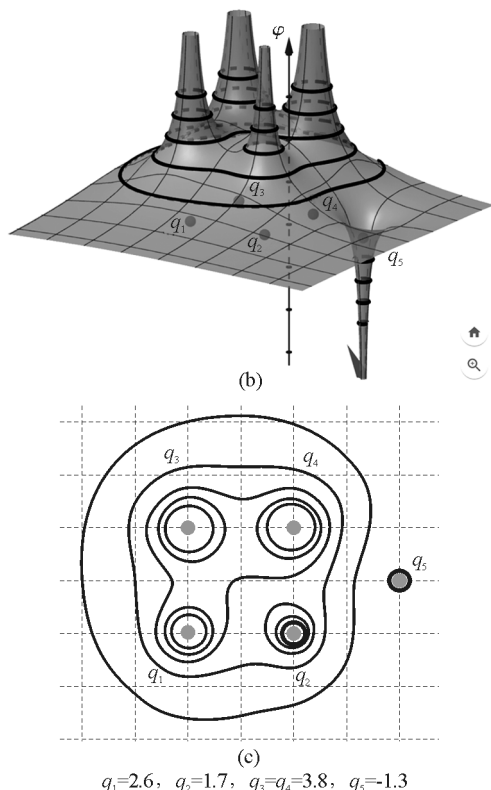 φ
q₃
q₄
q₁
q₂
q₅
(b)
q₃
q₄
q₅
q₁
q₂
(c)
q₁=2.6, q₂=1.7, q₃=q₄=3.8, q₅=-1.3